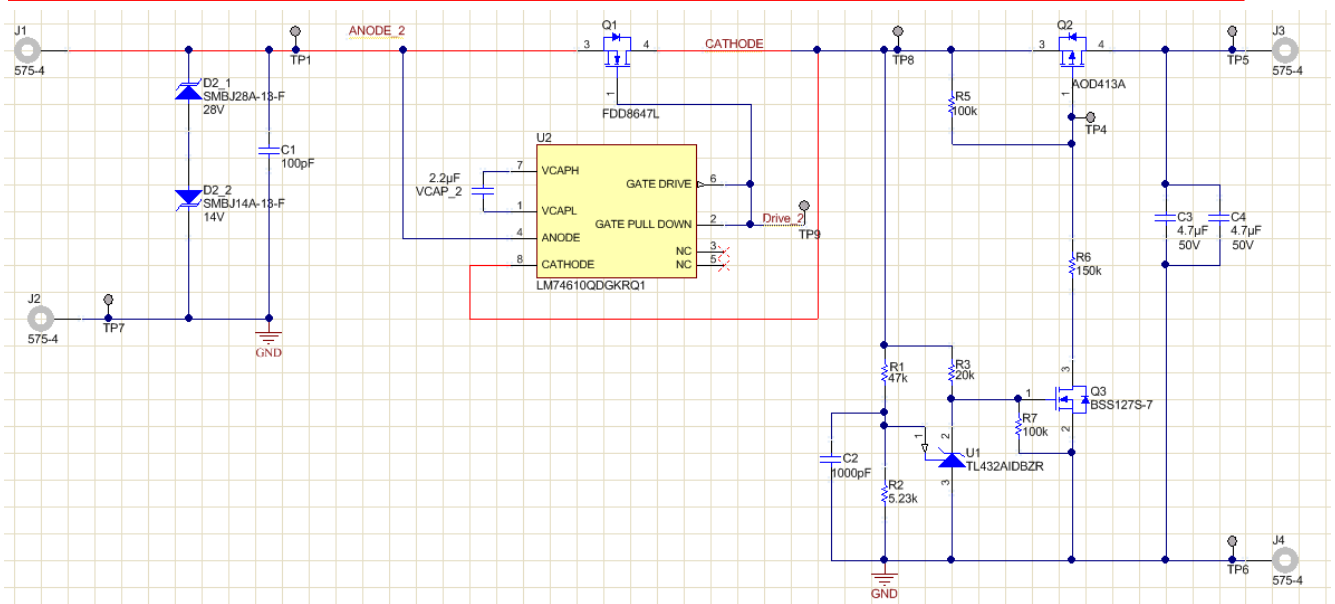 J1
575-4
TP1
ANODE_2
D2_1
SMBJ28A-13-F
28V
C1
100pF
D2_2
SMBJ14A-13-F
14V
J2
575-4
TP7
GND
Q1
3
4
1
FDD8647L
CATHODE
U2
2.2µF
VCAP_2
7
VCAPH
1
VCAPL
4
ANODE
8
CATHODE
GATE DRIVE
6
GATE PULL DOWN
2
NC
3
NC
5
LM74610QDGKRQ1
Drive_2
TP9
TP8
R5
100k
Q2
3
4
1
AOD413A
TP4
TP5
J3
575-4
C3
4.7µF
50V
C4
4.7µF
50V
R6
150k
R1
47k
R3
20k
3
1
Q3
BSS127S-7
2
R7
100k
C2
1000pF
1
2
U1
TL432AIDBZR
3
R2
5.23k
GND
TP6
J4
575-4